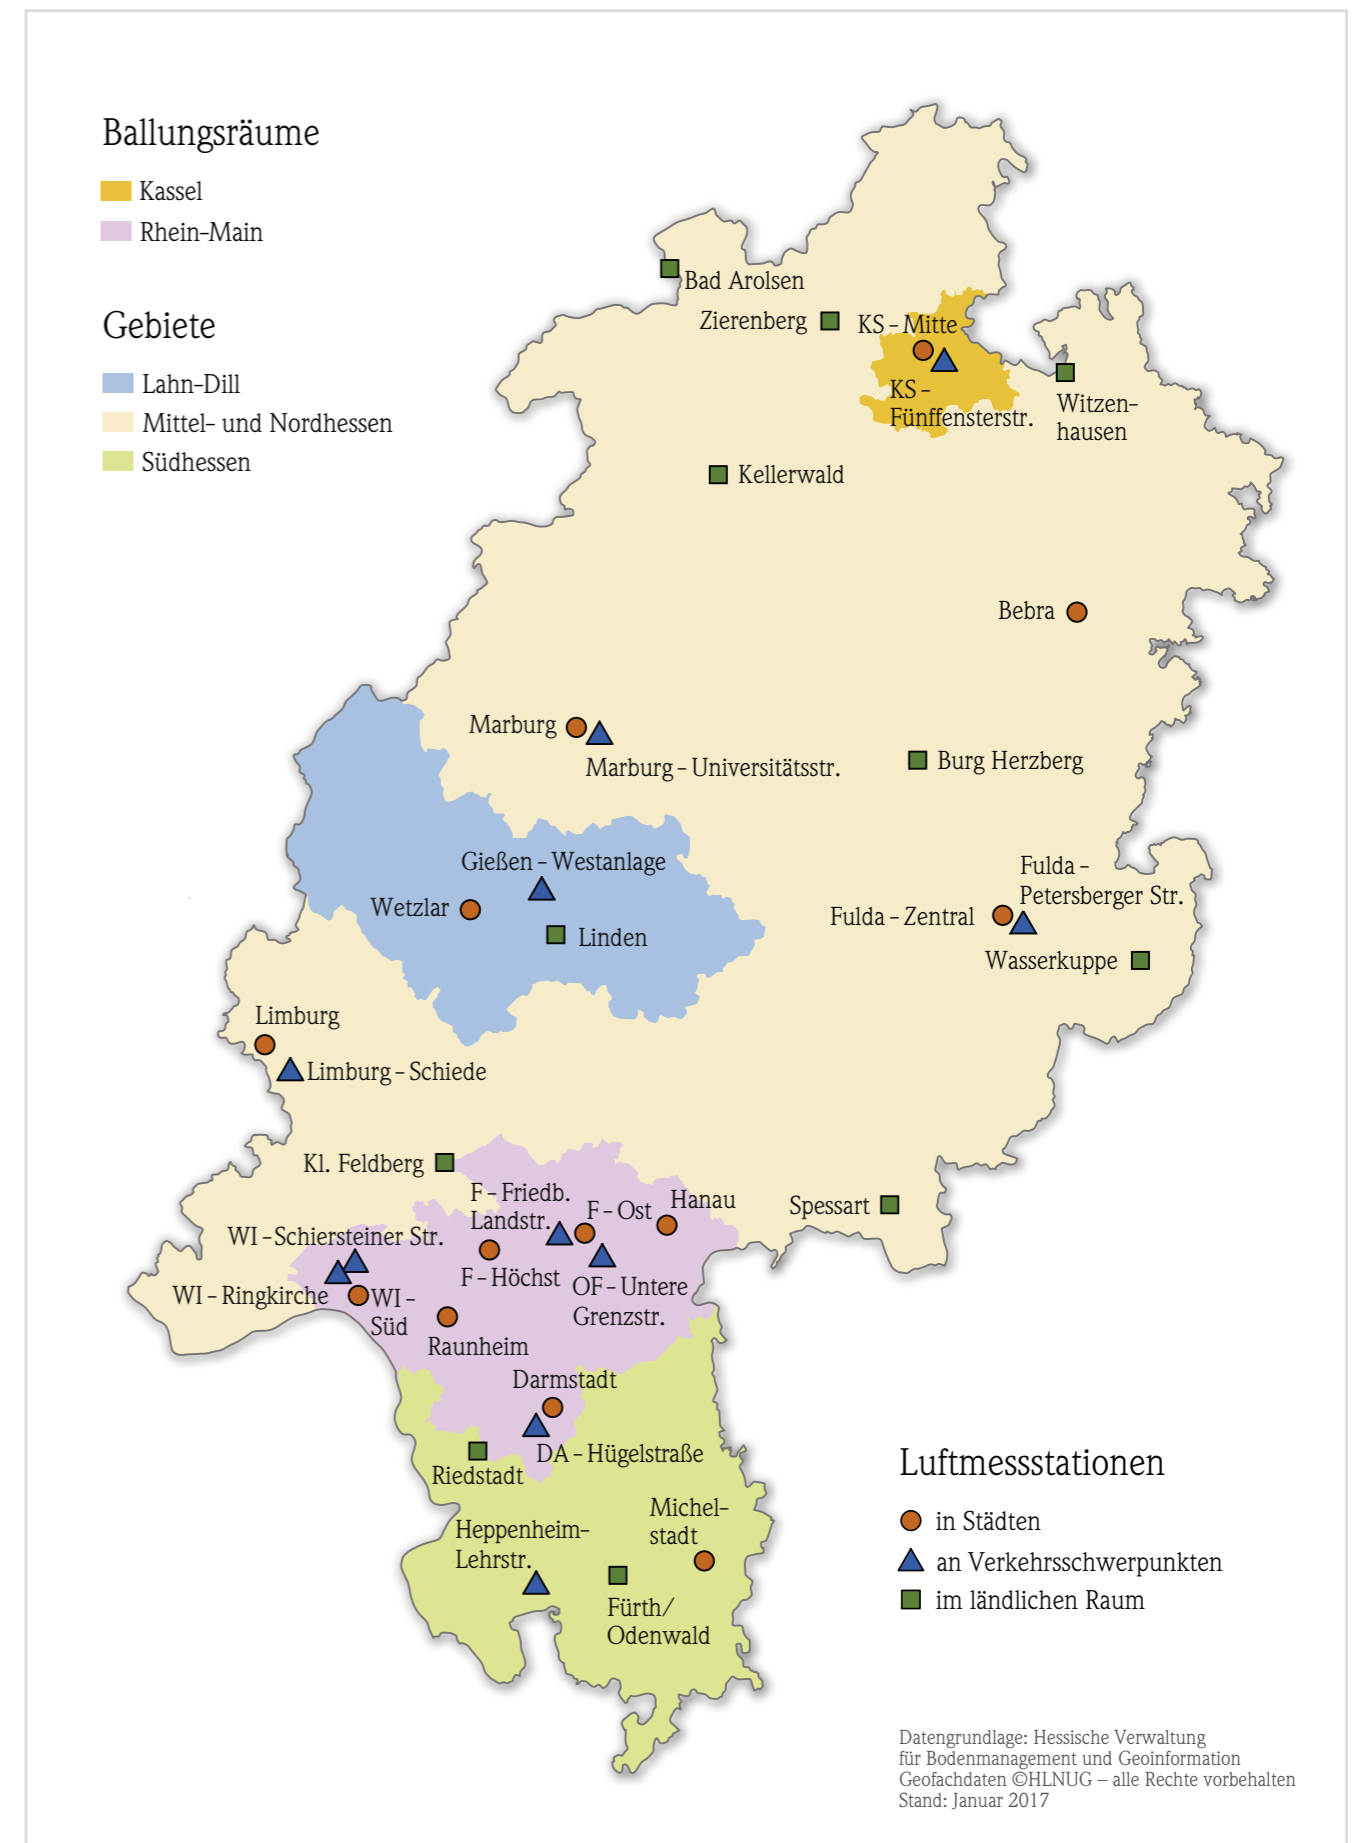 Ballungsräume
Kassel
Rhein-Main
Gebiete
Lahn-Dill
Mittel- und Nordhessen
Südhessen
Bad Arolsen
Zierenberg
KS - Mitte
KS -
Fünffensterstr.
Witzen-
hausen
Kellerwald
Bebra
Marburg
Marburg - Universitätsstr.
Burg Herzberg
Gießen - Westanlage
Wetzlar
Linden
Fulda -
Petersberger Str.
Fulda - Zentral
Wasserkuppe
Limburg
Limburg - Schiede
Kl. Feldberg
F - Friedb.
Landstr.
F - Ost
Hanau
Spessart
WI - Schiersteiner Str.
F - Höchst
OF - Untere
Grenzstr.
WI - Ringkirche
WI -
Süd
Raunheim
Darmstadt
DA - Hügelstraße
Riedstadt
Michel-
stadt
Heppenheim-
Lehrstr.
Fürth/
Odenwald
Luftmessstationen
in Städten
an Verkehrsschwerpunkten
im ländlichen Raum
Datengrundlage: Hessische Verwaltung
für Bodenmanagement und Geoinformation
Geofachdaten ©HLNUG – alle Rechte vorbehalten
Stand: Januar 2017